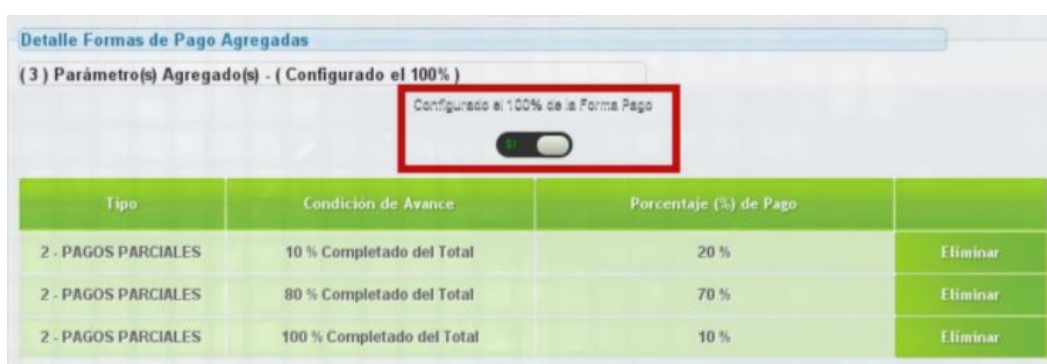 Detalle Formas de Pago Agregadas
(3) Parámetro(s) Agregado(s) - ( Configurado el 100% )
Configurado el 100% de la Forma Pago
SI
Tipo Condición de Avance Porcentaje (%) de Pago
2 - PAGOS PARCIALES 10 % Completado del Total 20 % Eliminar
2 - PAGOS PARCIALES 80 % Completado del Total 70 % Eliminar
2 - PAGOS PARCIALES 100 % Completado del Total 10 % Eliminar